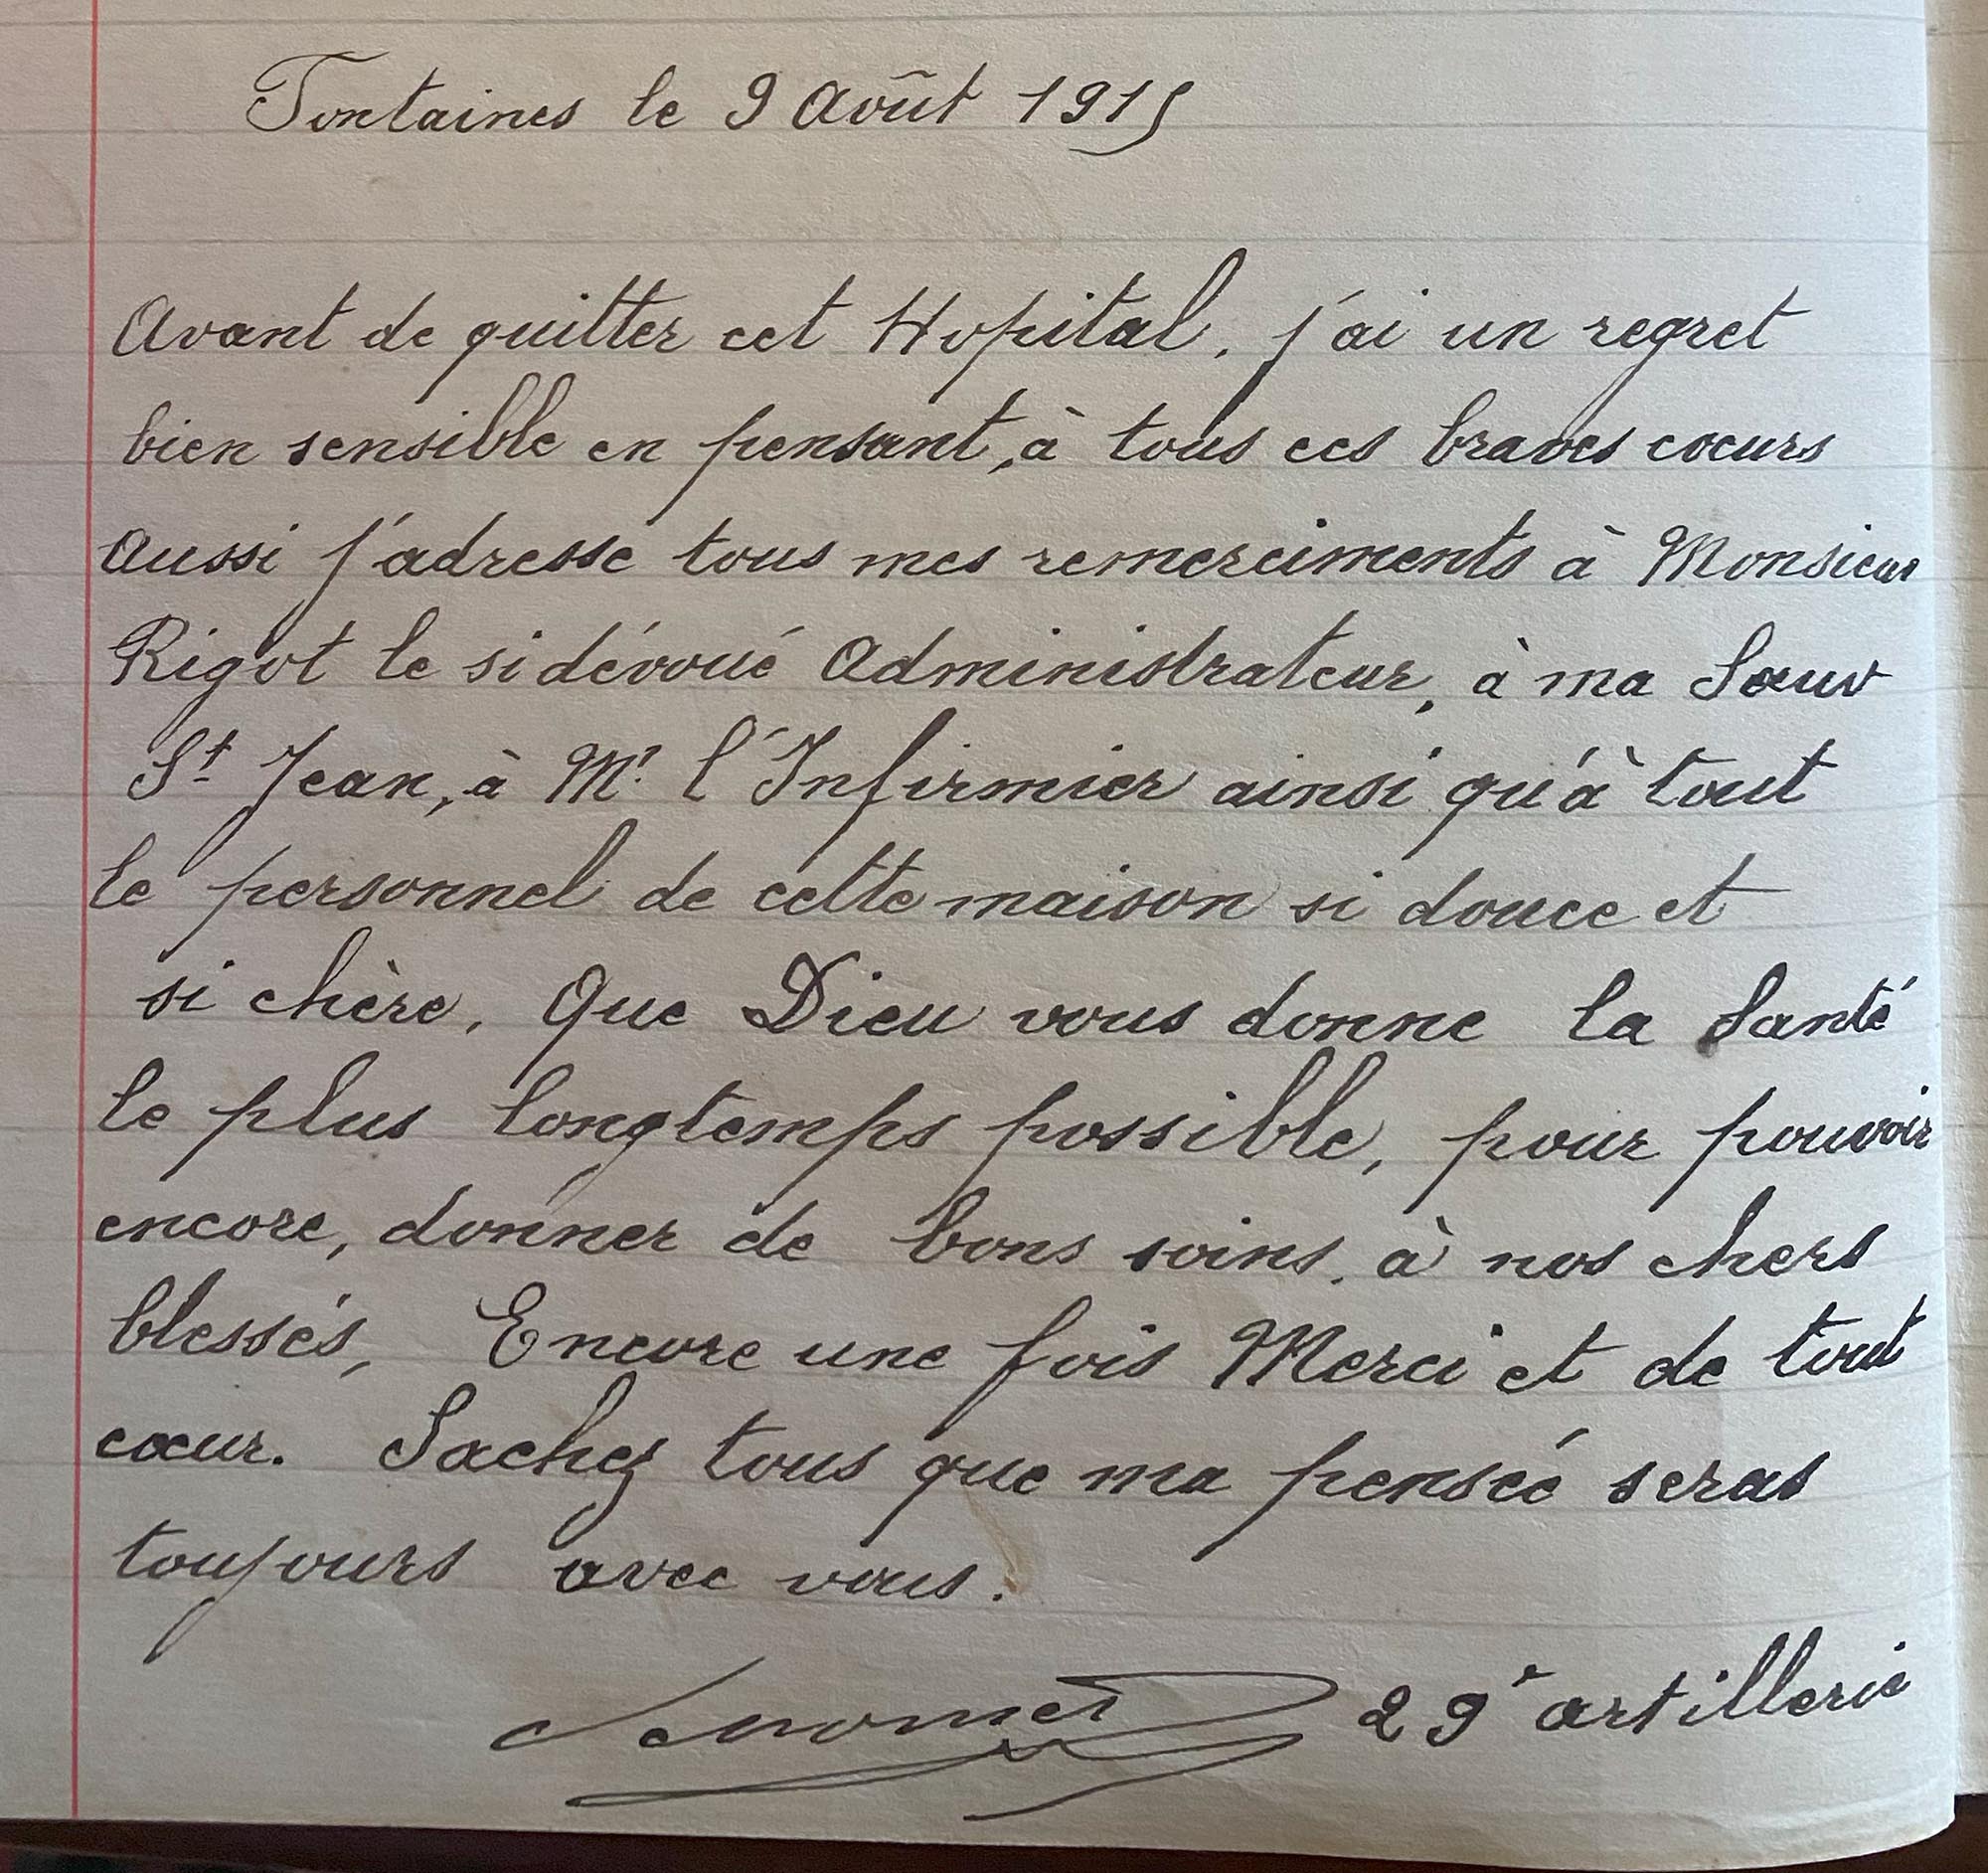 Fontaines le 9 Août 1915
Avant de quitter cet Hopital, j'ai un regret
bien sensible en pensant, à tous ces braves coeurs
Aussi j'adresse tous mes remerciments à Monsieur
Rigot le si dévoué Administrateur, à ma Sœur
St Jean, à Mr. l'Infirmier ainsi qu'à tout
le personnel de cette maison si douce et
si chère. Que Dieu vous donne la Santé
le plus longtemps possible, pour pouvoir
encore, donner de bons soins, à nos chers
blessés, Encore une fois Merci et de tout
cœur. Sachez tous que ma pensée seras
toujours avec vous.
29e artillerie